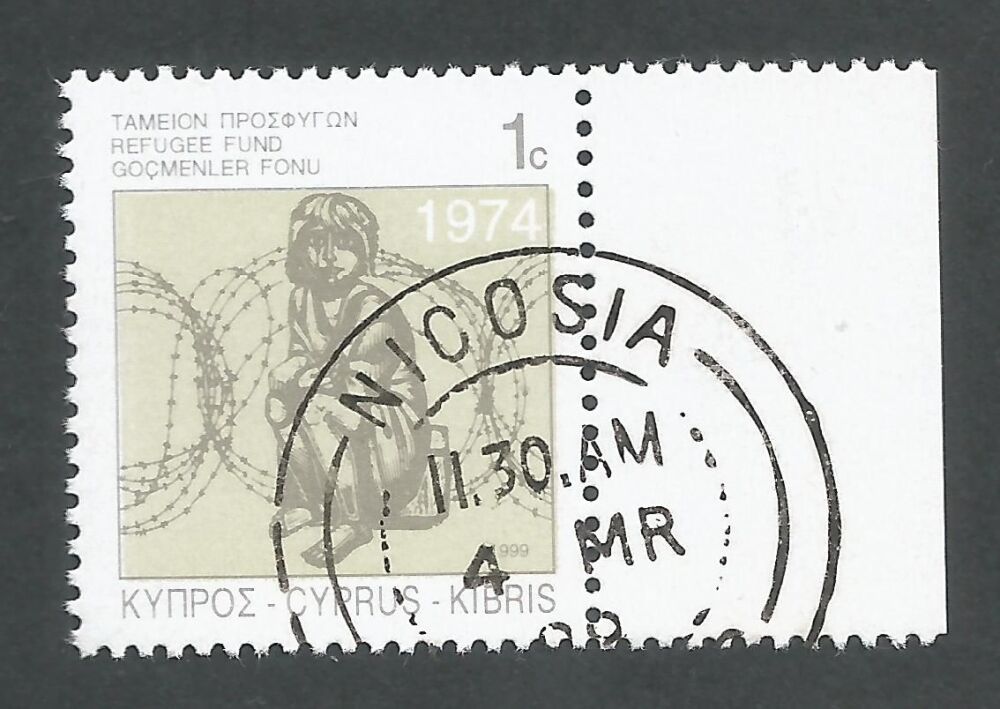 ΤΑΜΕΙΟΝ ΠΡΟΣΦΥΓΩΝ
REFUGEE FUND
GOÇMENLER FONU
1c
1974
NICOSIA
11.30.AM
4 MR
1999
ΚΥΠΡΟΣ - CYPRUS - KIBRIS